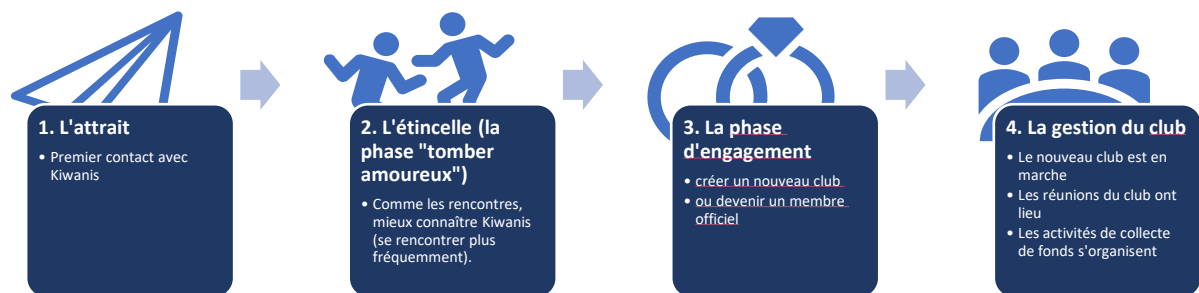 1. L'attrait
• Premier contact avec
Kiwanis
2. L'étincelle (la
phase "tomber
amoureux")
• Comme les rencontres,
mieux connaître Kiwanis
(se rencontrer plus
fréquemment).
3. La phase
d'engagement
• créer un nouveau club
• ou devenir un membre
officiel
4. La gestion du club
• Le nouveau club est en
marche
• Les réunions du club ont
lieu
• Les activités de collecte
de fonds s'organisent